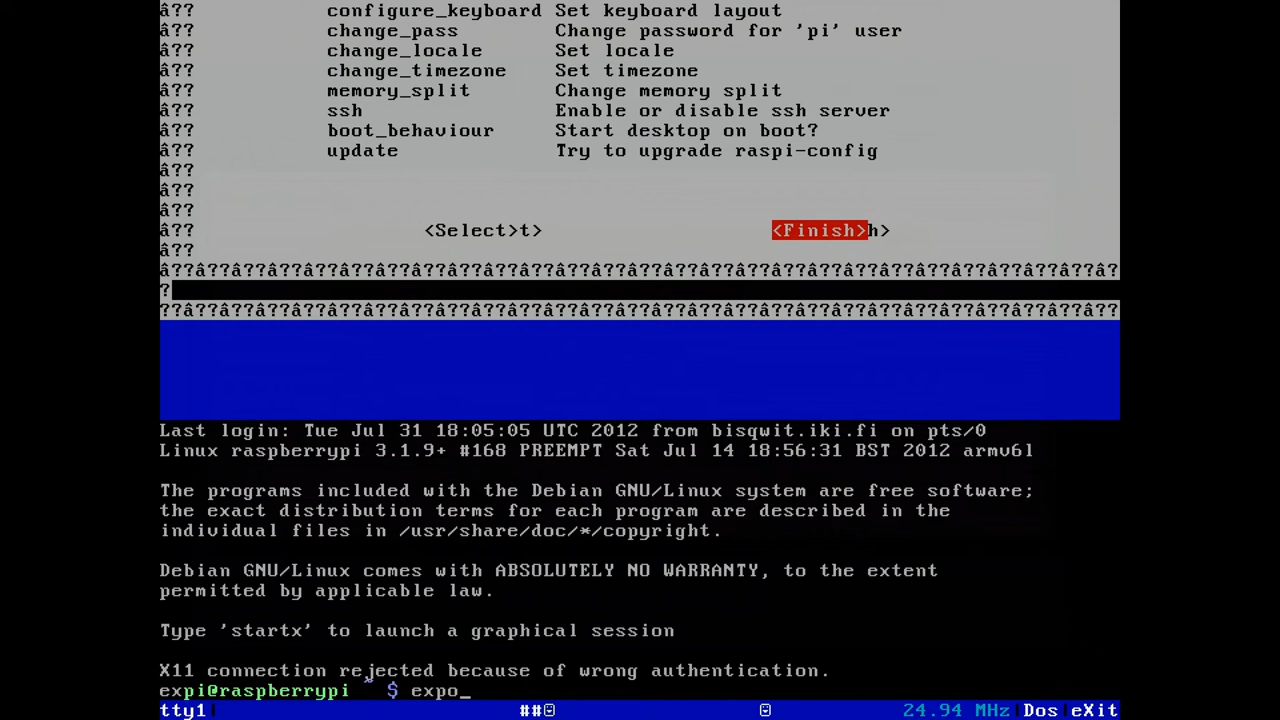 â?? configure_keyboard Set keyboard layout
â?? change_pass Change password for 'pi' user
â?? change_locale Set locale
â?? change_timezone Set timezone
â?? memory_split Change memory split
â?? ssh Enable or disable ssh server
â?? boot_behaviour Start desktop on boot?
â?? update Try to upgrade raspi-config
â??
â??
â??
â?? <Select>t> <Finish>h>
â??
â??â??â??â??â??â??â??â??â??â??â??â??â??â??â??â??â??â??â??â??â??â??â??â??â??â??â?
?
??â??â??â??â??â??â??â??â??â??â??â??â??â??â??â??â??â??â??â??â??â??â??â??â??â??â??
Last login: Tue Jul 31 18:05:05 UTC 2012 from bisqwit.iki.fi on pts/0
Linux raspberrypi 3.1.9+ #168 PREEMPT Sat Jul 14 18:56:31 BST 2012 armv6l
The programs included with the Debian GNU/Linux system are free software;
the exact distribution terms for each program are described in the
individual files in /usr/share/doc/*/copyright.
Debian GNU/Linux comes with ABSOLUTELY NO WARRANTY, to the extent
permitted by applicable law.
Type 'startx' to launch a graphical session
X11 connection rejected because of wrong authentication.
expi@raspberrypi ~ $ expo_
tty1 ## 24.94 MHz Dos eXit